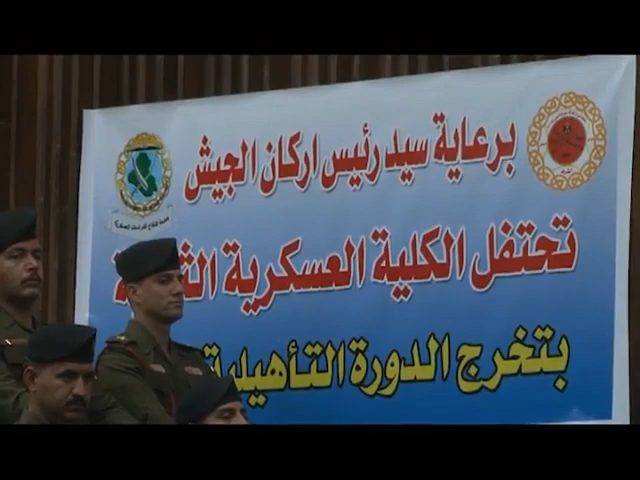 برعاية سيد رئيس اركان الجيش
تحتفل الكلية العسكرية
بتخرج الدورة التأهيلية